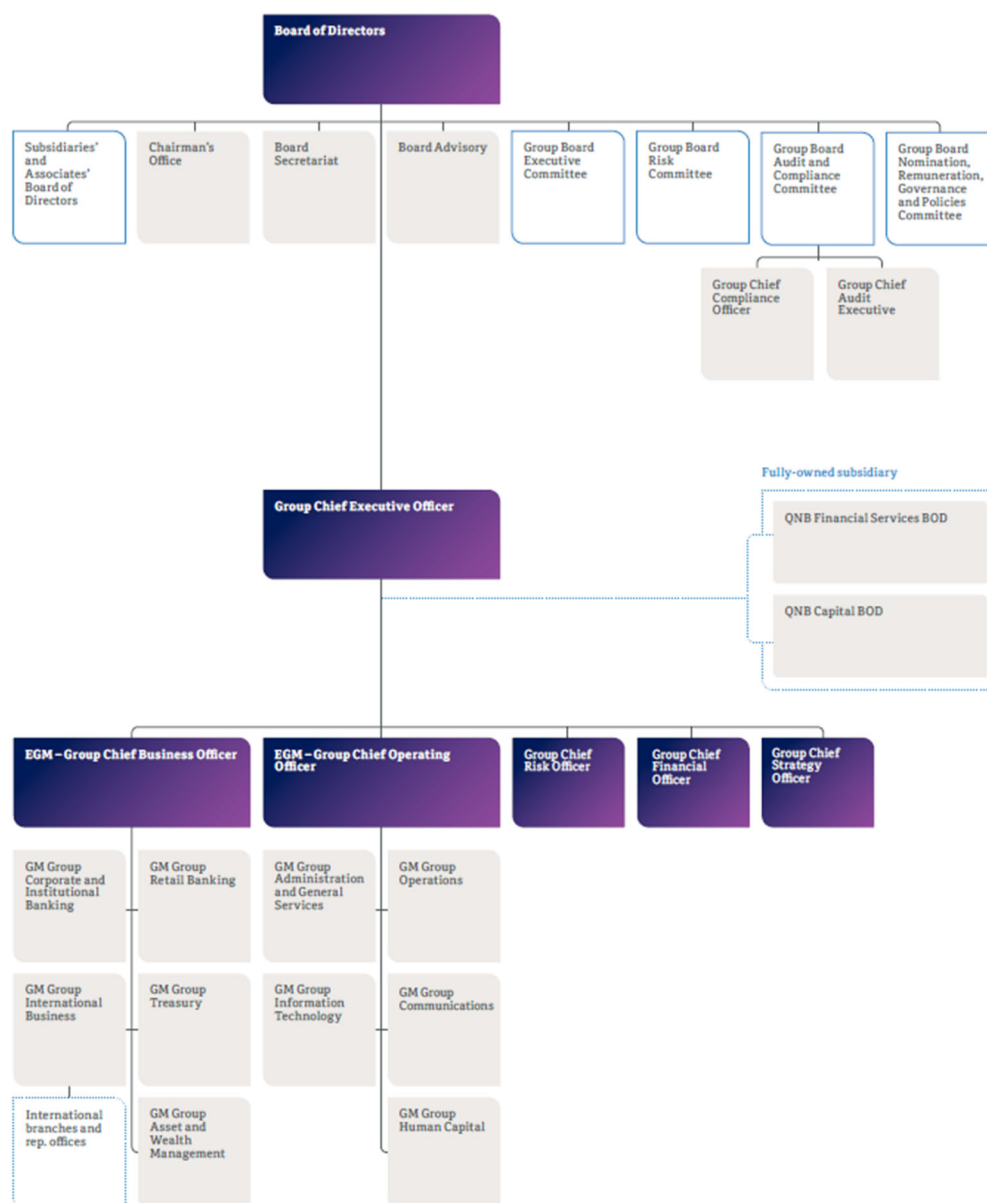 Board of Directors
Subsidiaries'
and
Associates'
Board of
Directors
Chairman's
Office
Board
Secretariat
Board Advisory
Group Board
Executive
Committee
Group Board
Risk
Committee
Group Board
Audit and
Compliance
Committee
Group Board
Nomination,
Remuneration,
Governance
and Policies
Committee
Group Chief
Compliance
Officer
Group Chief
Audit
Executive
Group Chief Executive Officer
Fully-owned subsidiary
QNB Financial Services BOD
QNB Capital BOD
EGM – Group Chief Business Officer
EGM – Group Chief Operating
Officer
Group Chief
Risk Officer
Group Chief
Financial
Officer
Group Chief
Strategy
Officer
GM Group
Corporate and
Institutional
Banking
GM Group
Retail Banking
GM Group
Administration
and General
Services
GM Group
Operations
GM Group
International
Business
GM Group
Treasury
GM Group
Information
Technology
GM Group
Communications
International
branches and
rep. offices
GM Group
Asset and
Wealth
Management
GM Group
Human Capital